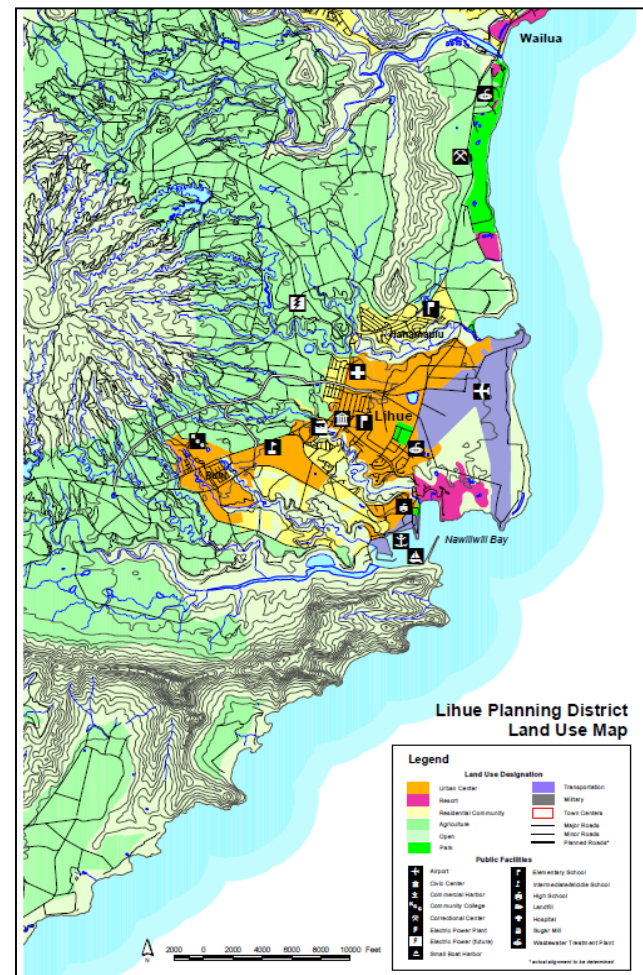 Wailua
Hanamaulu
Lihue
Puhi
Nawiliwili Bay
Lihue Planning District
Land Use Map
Legend
Land Use Designation
Urban Center
Resort
Residential Community
Agriculture
Open
Park
Transportation
Military
Town Centers
Major Roads
Minor Roads
Planned Roads*
Public Facilities
Airport
Civic Center
Commercial Harbor
Community College
Correctional Center
Electric Power Plant
Electric Power (future)
Small Boat Harbor
Elementary School
Intermediate/Middle School
High School
Landfill
Hospital
Sugar Mill
Wastewater Treatment Plant
* actual alignment to be determined
N
2000 0 2000 4000 6000 8000 10000 Feet